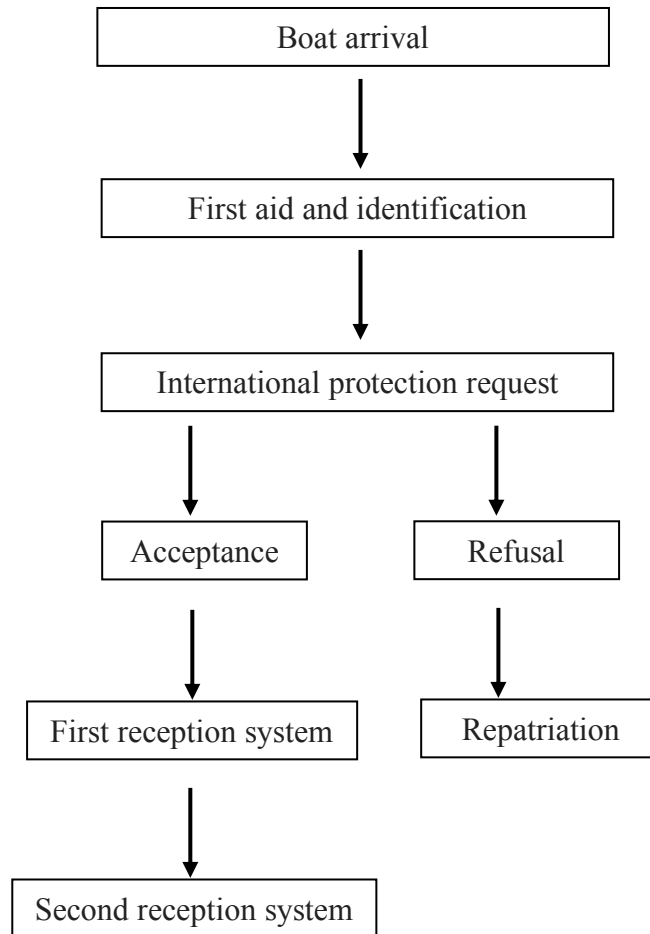 Boat arrival
First aid and identification
International protection request
Acceptance
Refusal
First reception system
Repatriation
Second reception system